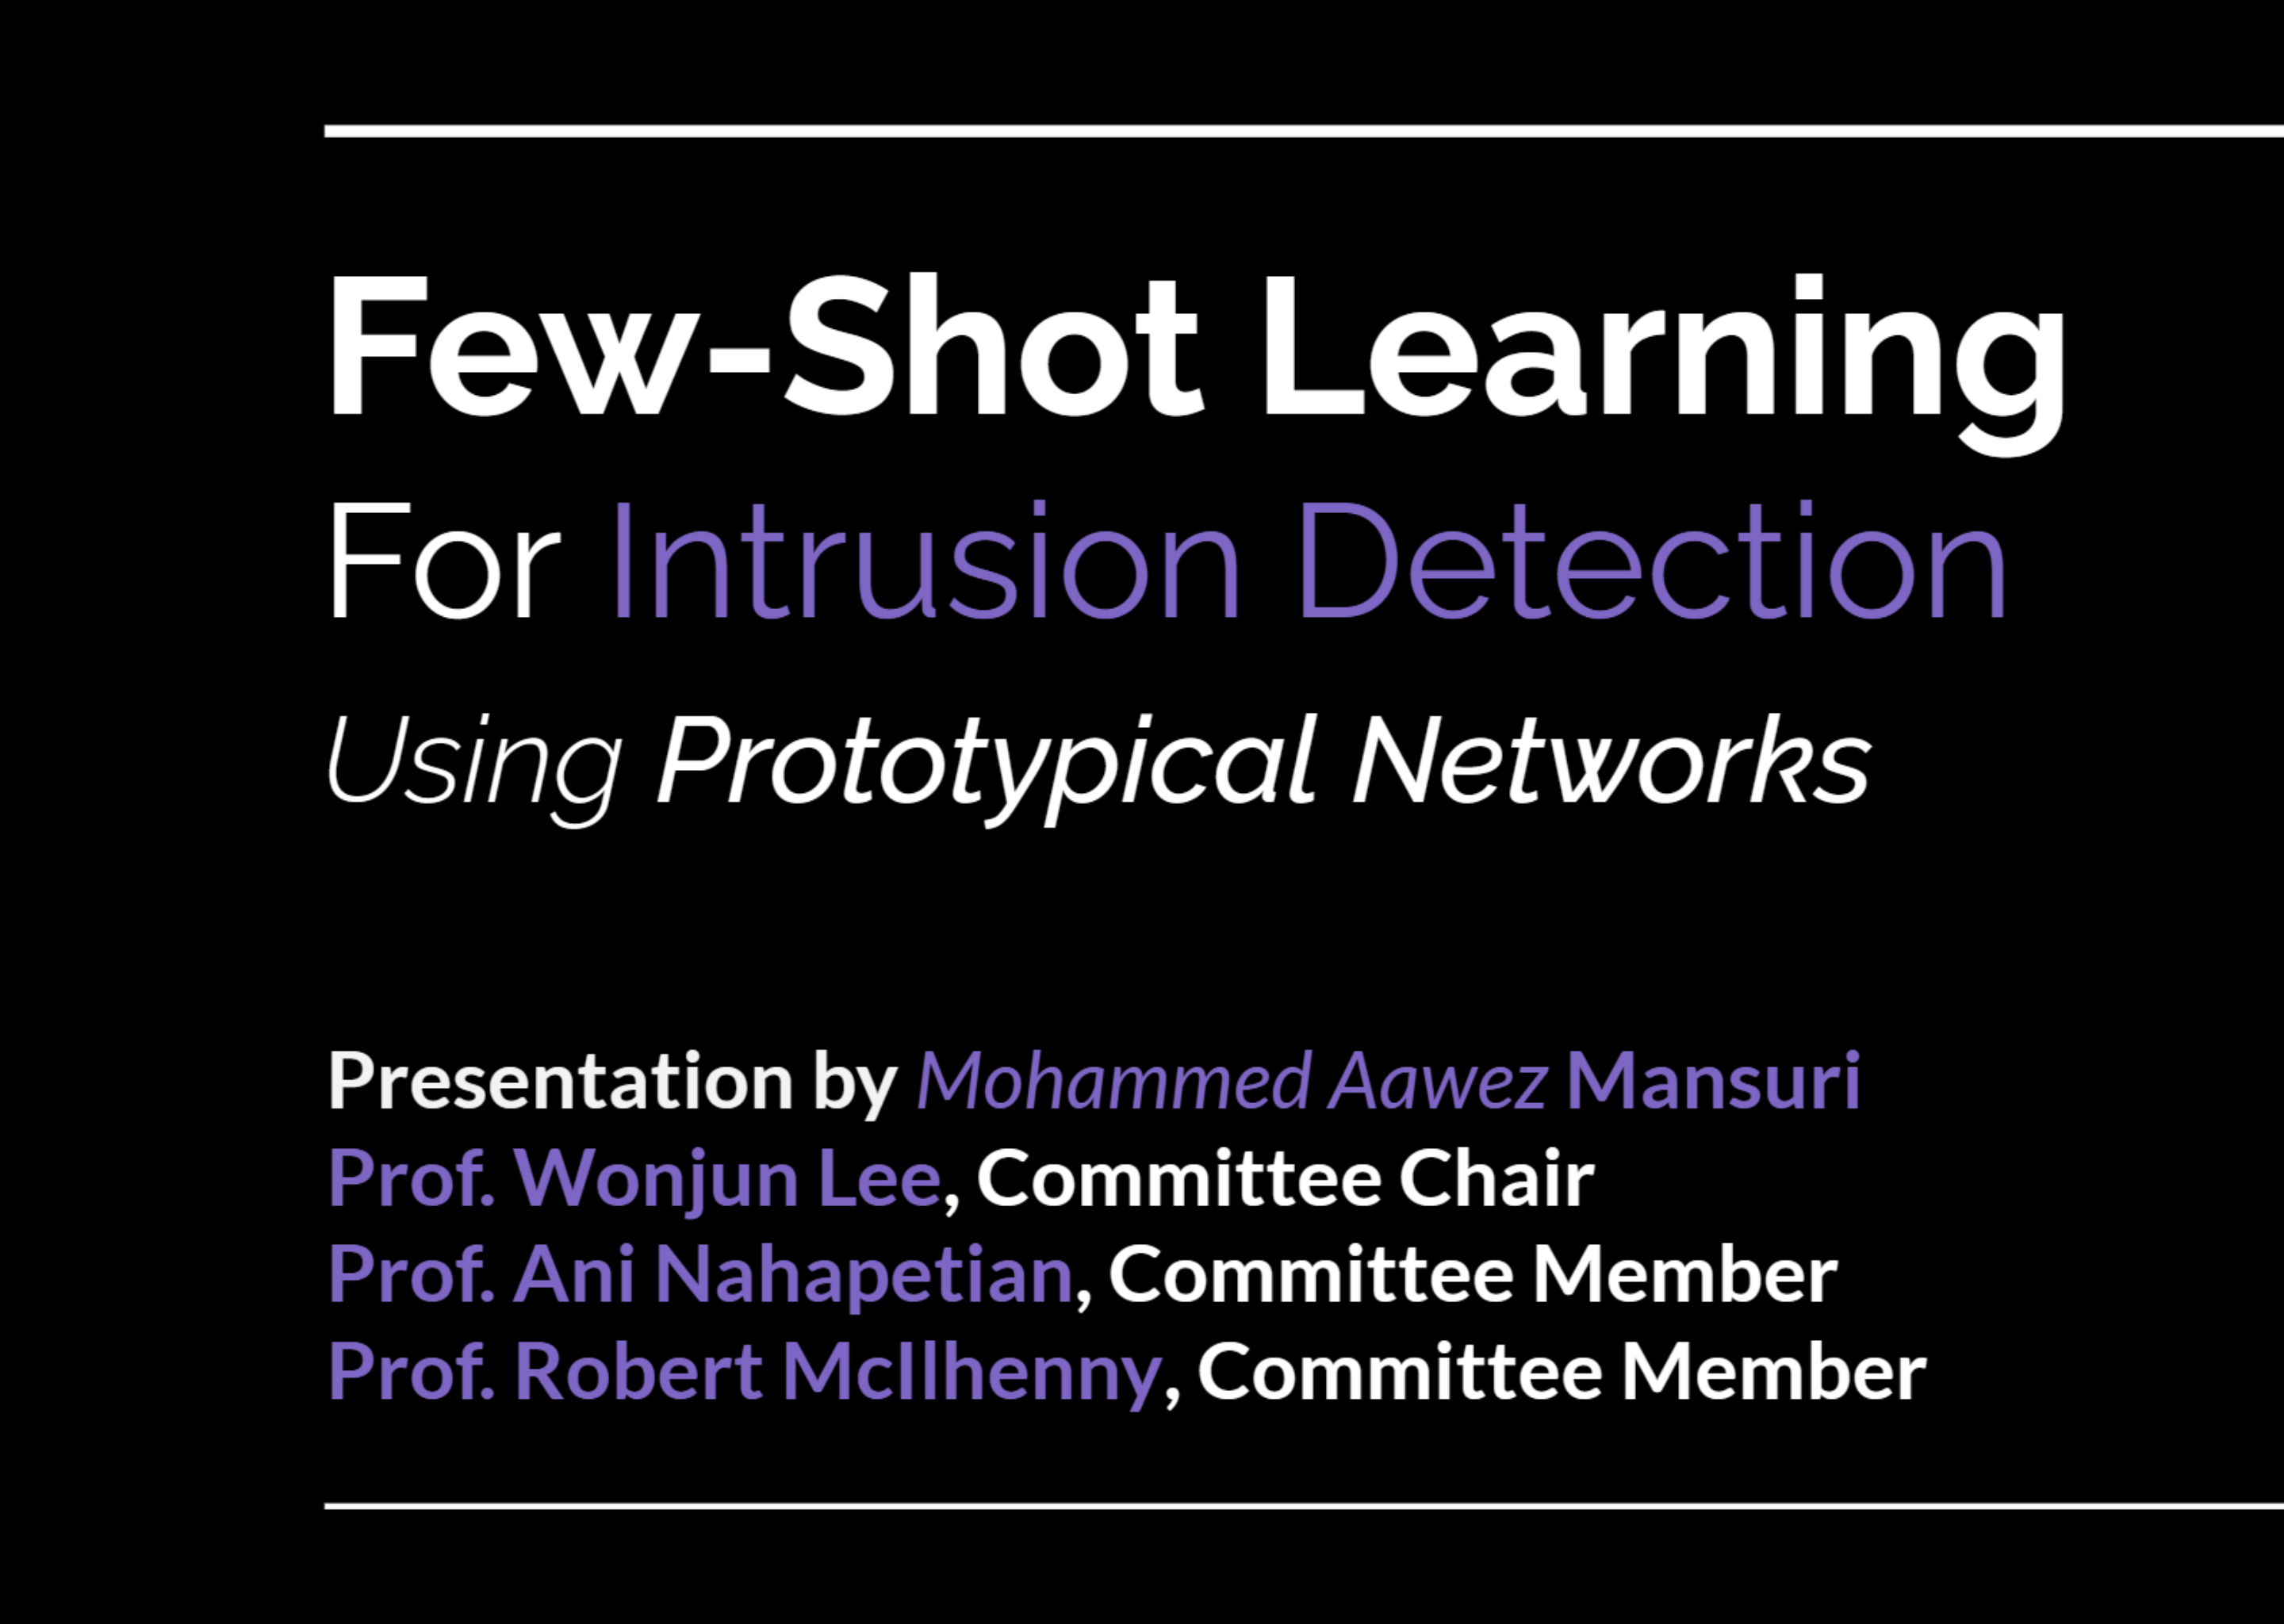 Few-Shot Learning
For Intrusion Detection
Using Prototypical Networks
Presentation by Mohammed Aawez Mansuri
Prof. Wonjun Lee, Committee Chair
Prof. Ani Nahapetian, Committee Member
Prof. Robert McIlhenny, Committee Member